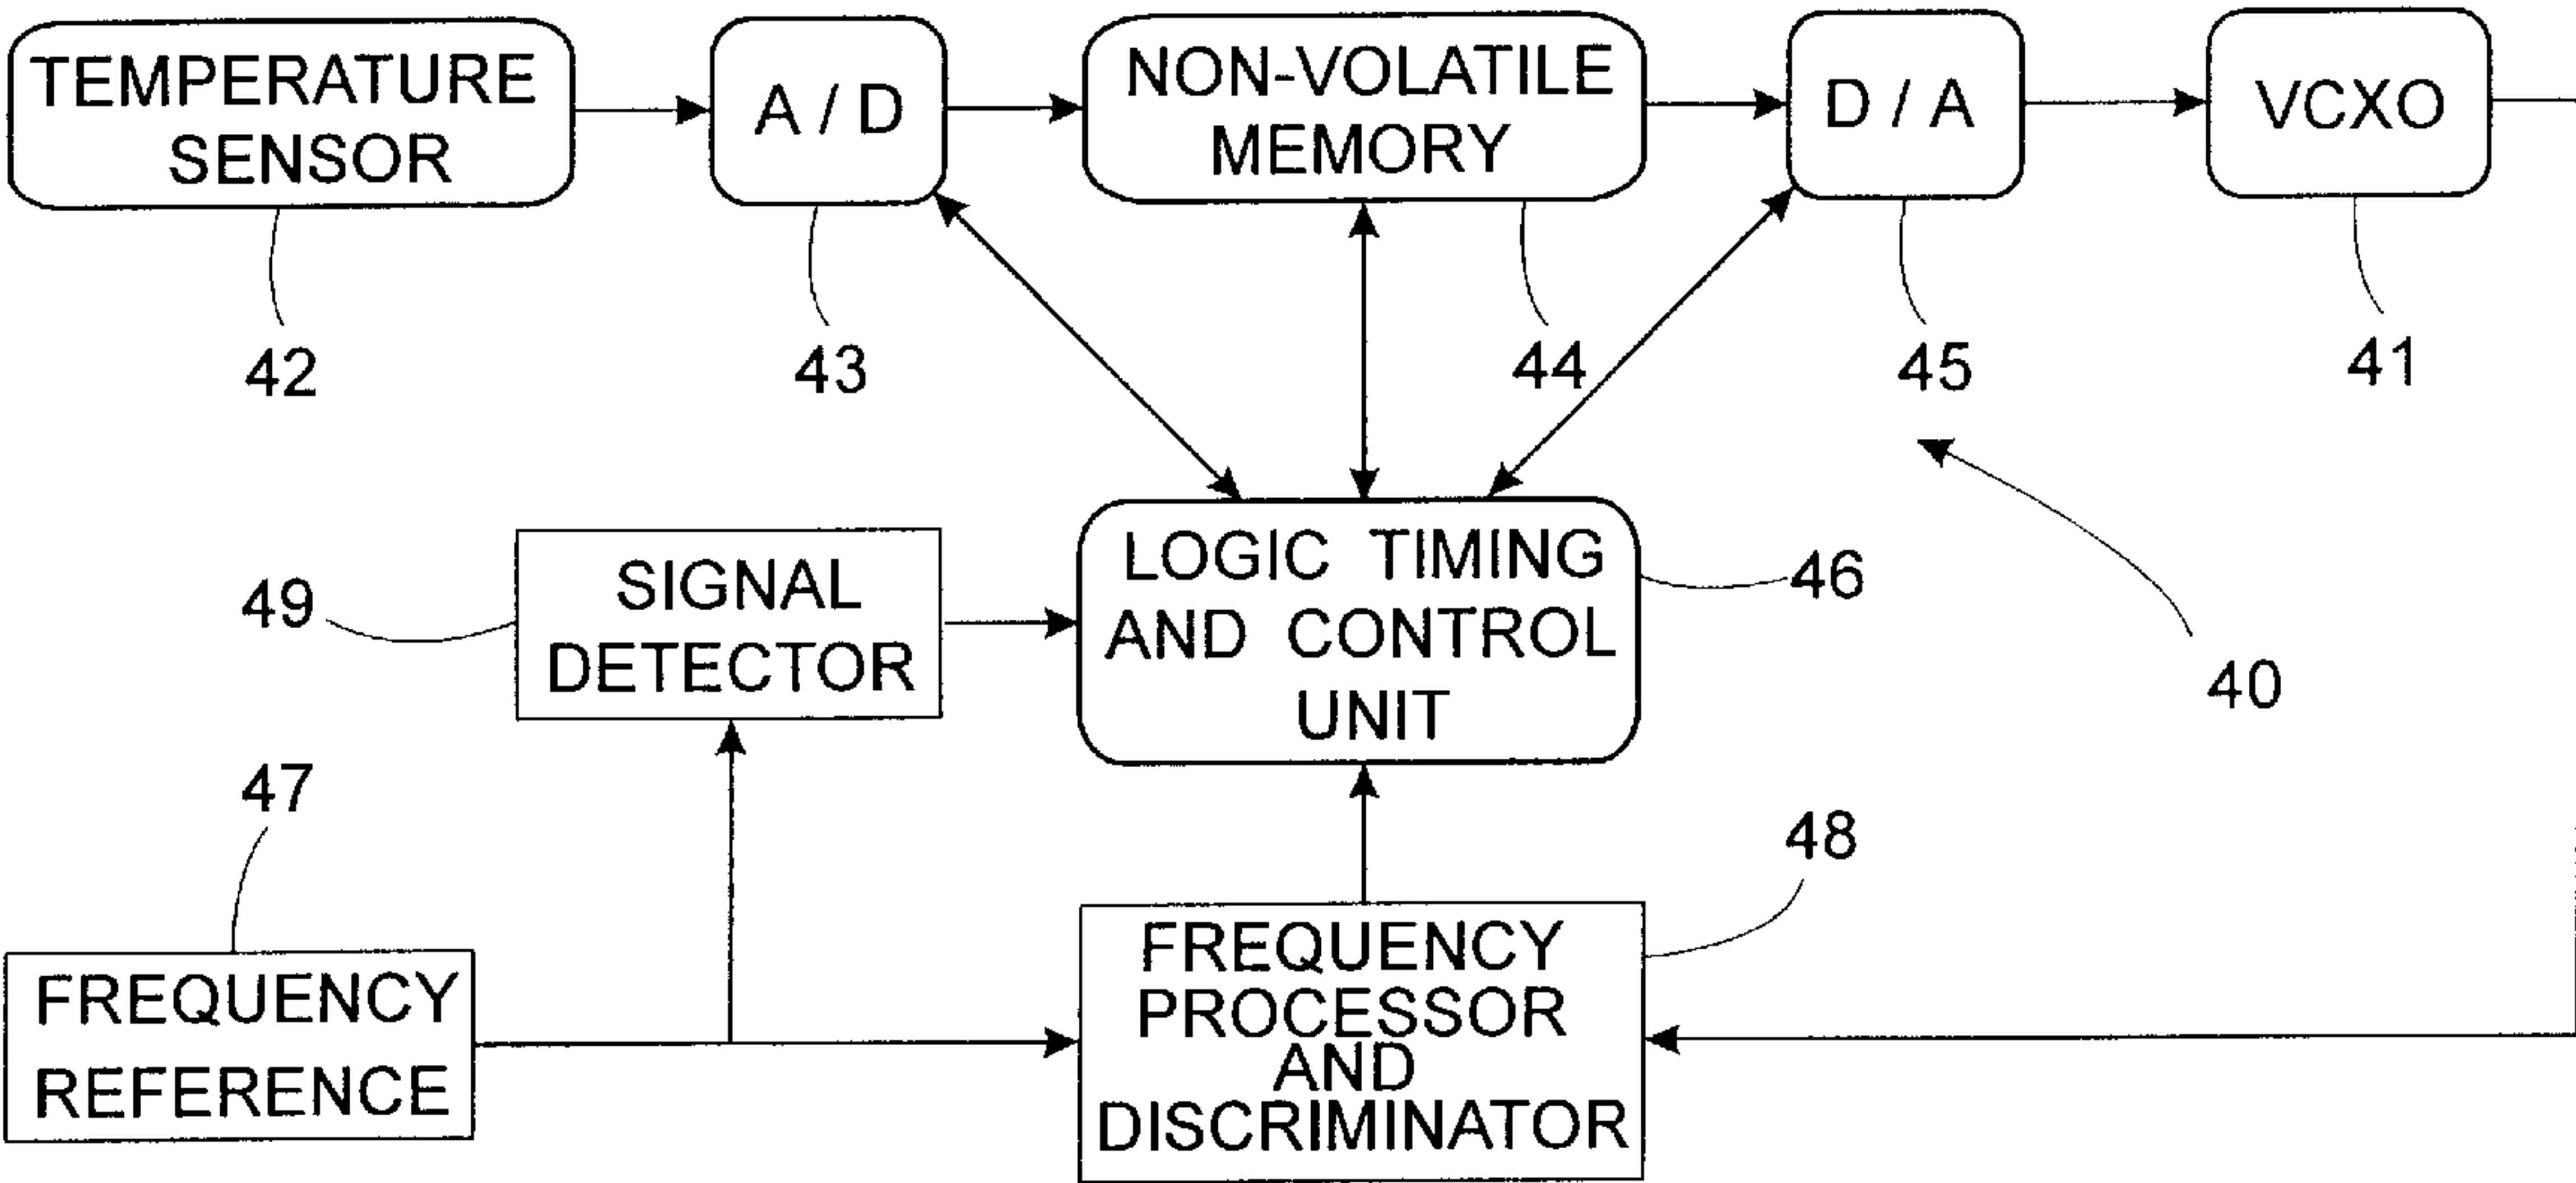 TEMPERATURE
SENSOR
A / D
NON-VOLATILE
MEMORY
D / A
VCXO
42
43
44
45
41
SIGNAL
DETECTOR
49
LOGIC TIMING
AND CONTROL
UNIT
46
40
47
48
FREQUENCY
REFERENCE
FREQUENCY
PROCESSOR
AND
DISCRIMINATOR